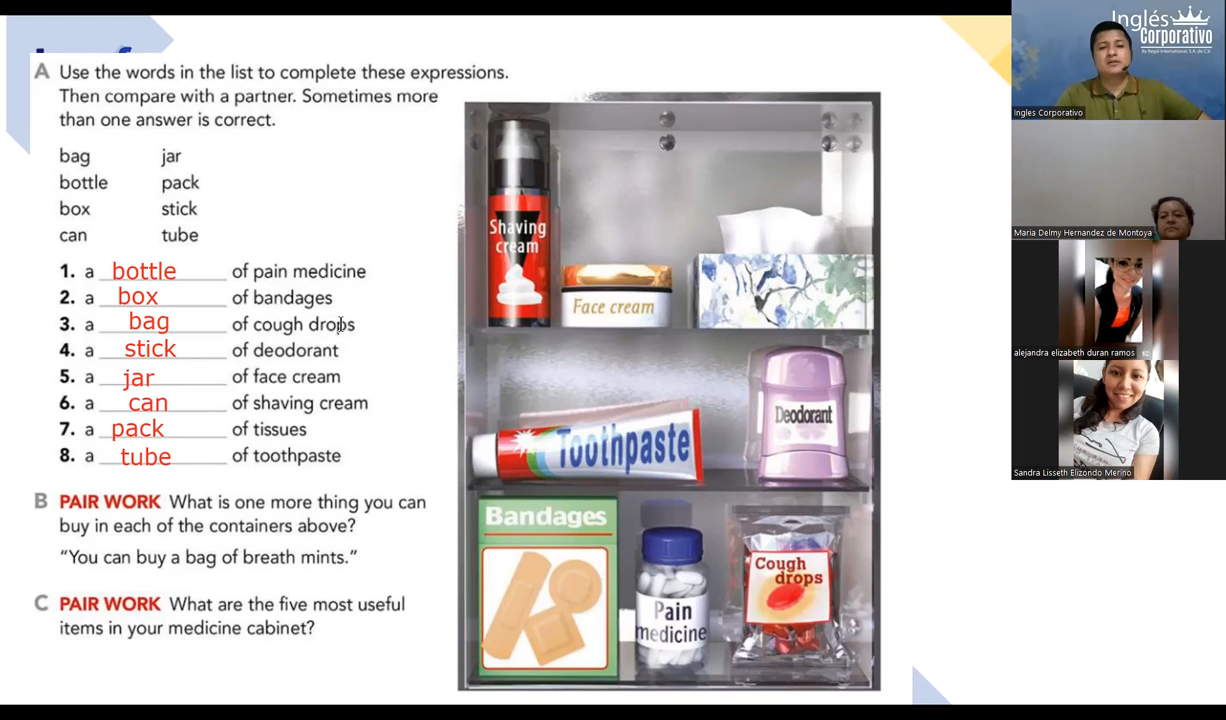 A Use the words in the list to complete these expressions.
Then compare with a partner. Sometimes more
than one answer is correct.
bag jar
bottle pack
box stick
can tube
1. a bottle of pain medicine
2. a box of bandages
3. a bag of cough drops
4. a stick of deodorant
5. a jar of face cream
6. a can of shaving cream
7. a pack of tissues
8. a tube of toothpaste
B PAIR WORK What is one more thing you can
buy in each of the containers above?
“You can buy a bag of breath mints.”
C PAIR WORK What are the five most useful
items in your medicine cabinet?
Shaving
cream
Face cream
Toothpaste
Deodorant
Bandages
Pain
medicine
Cough
drops
Inglés
Corporativo
By Regal International, S.A. de C.V.
Ingles Corporativo
Maria Delmy Hernandez de Montoya
alejandra elizabeth duran ramos
Sandra Lisseth Elizondo Merino